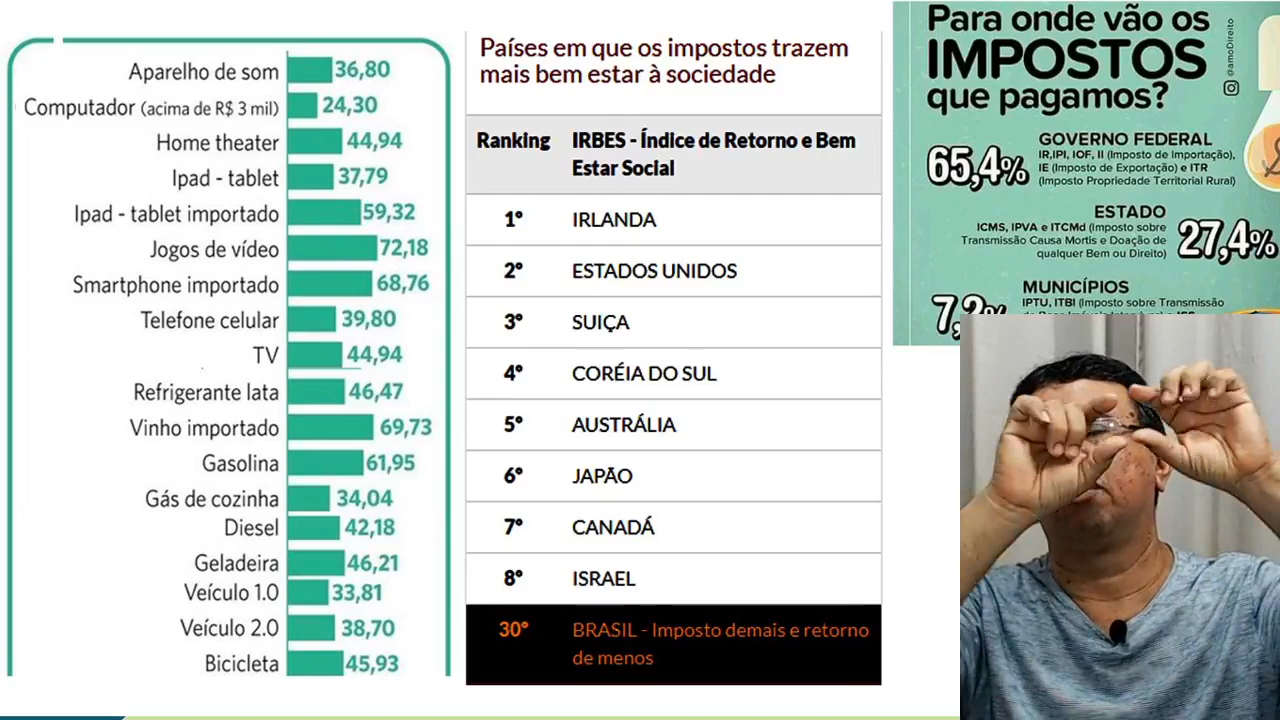 Aparelho de som 36,80
Computador (acima de R$ 3 mil) 24,30
Home theater 44,94
Ipad - tablet 37,79
Ipad - tablet importado 59,32
Jogos de vídeo 72,18
Smartphone importado 68,76
Telefone celular 39,80
TV 44,94
Refrigerante lata 46,47
Vinho importado 69,73
Gasolina 61,95
Gás de cozinha 34,04
Diesel 42,18
Geladeira 46,21
Veículo 1.0 33,81
Veículo 2.0 38,70
Bicicleta 45,93
Países em que os impostos trazem
mais bem estar à sociedade
Ranking IRBES - Índice de Retorno e Bem
Estar Social
1º IRLANDA
2º ESTADOS UNIDOS
3º SUIÇA
4º CORÉIA DO SUL
5º AUSTRÁLIA
6º JAPÃO
7º CANADÁ
8º ISRAEL
30º BRASIL - Imposto demais e retorno
de menos
Para onde vão os
IMPOSTOS
que pagamos?
@amoDireito
65,4%
GOVERNO FEDERAL
IR,IPI, IOF, II (Imposto de Importação),
IE (Imposto de Exportação) e ITR
(Imposto Propriedade Territorial Rural)
ESTADO
ICMS, IPVA e ITCMd (Imposto sobre
Transmissão Causa Mortis e Doação de
qualquer Bem ou Direito)
27,4%
7,2%
MUNICÍPIOS
IPTU, ITBI (Imposto sobre Transmissão